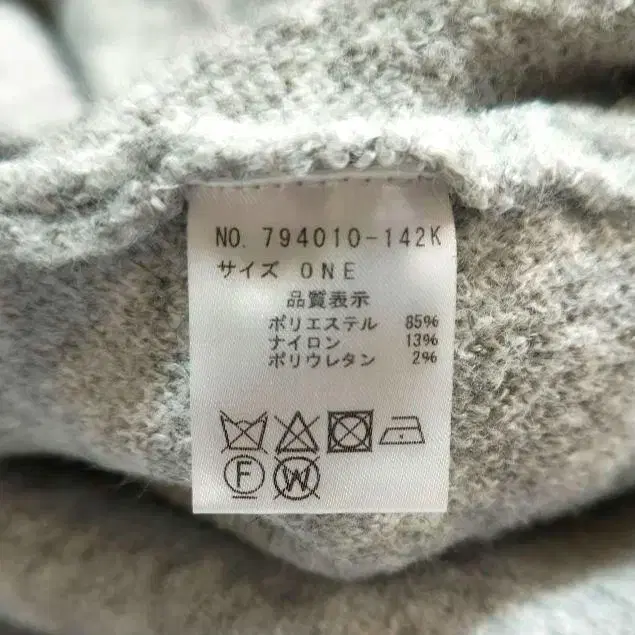 NO. 794010-142K
サイズ ONE
品質表示
ポリエステル 85%
ナイロン 13%
ポリウレタン 2%
F W